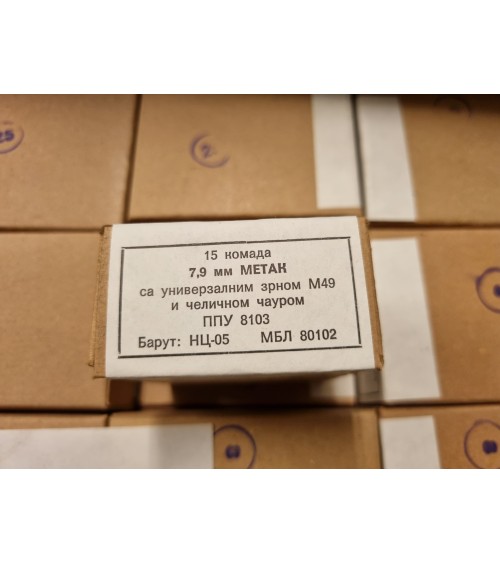 15 комада
7,9 мм МЕТАК
са универзалним зрном М49
и челичном чауром
ППУ 8103
Барут: НЦ-05 МБЛ 80102